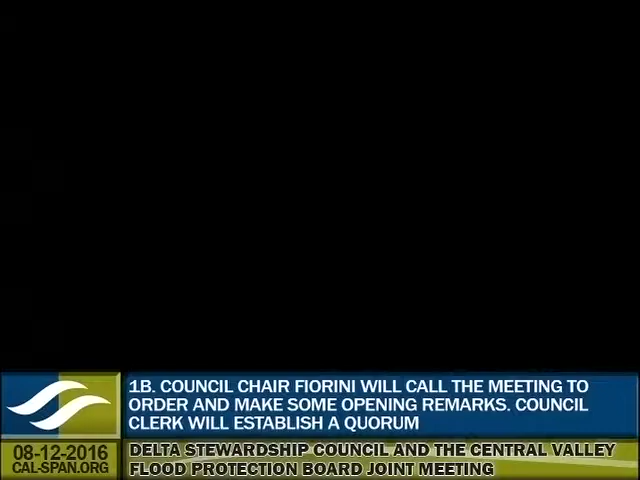 1B. COUNCIL CHAIR FIORINI WILL CALL THE MEETING TO
ORDER AND MAKE SOME OPENING REMARKS. COUNCIL
CLERK WILL ESTABLISH A QUORUM
08-12-2016
CAL-SPAN.ORG
DELTA STEWARDSHIP COUNCIL AND THE CENTRAL VALLEY
FLOOD PROTECTION BOARD JOINT MEETING